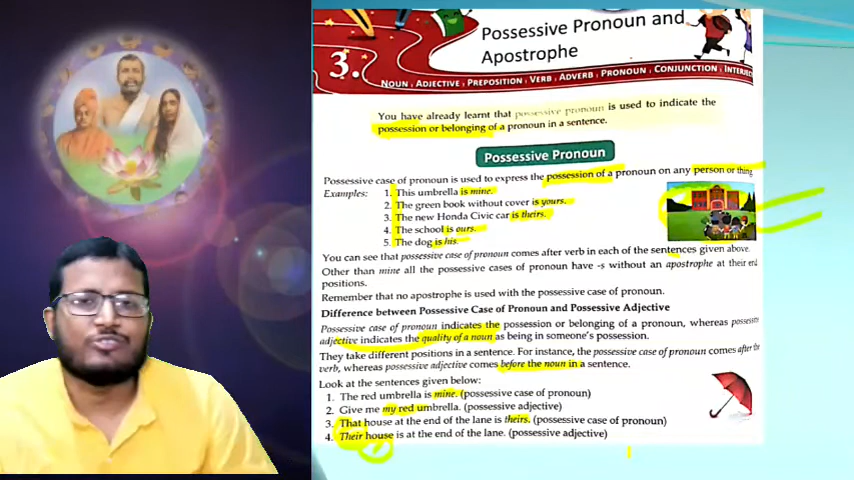 Possessive Pronoun and
Apostrophe
3.
NOUN, ADJECTIVE, PREPOSITION, VERB, ADVERB, PRONOUN, CONJUNCTION, INTERJEC
You have already learnt that possessive pronoun is used to indicate the
possession or belonging of a pronoun in a sentence.
Possessive Pronoun
Possessive case of pronoun is used to express the possession of a pronoun on any person or thing
Examples: 1. This umbrella is mine.
2. The green book without cover is yours.
3. The new Honda Civic car is theirs.
4. The school is ours.
5. The dog is his.
You can see that possessive case of pronoun comes after verb in each of the sentences given above.
Other than mine all the possessive cases of pronoun have -s without an apostrophe at their end
positions.
Remember that no apostrophe is used with the possessive case of pronoun.
Difference between Possessive Case of Pronoun and Possessive Adjective
Possessive case of pronoun indicates the possession or belonging of a pronoun, whereas possessive
adjective indicates the quality of a noun as being in someone's possession.
They take different positions in a sentence. For instance, the possessive case of pronoun comes after the
verb, whereas possessive adjective comes before the noun in a sentence.
Look at the sentences given below:
1. The red umbrella is mine. (possessive case of pronoun)
2. Give me my red umbrella. (possessive adjective)
3. That house at the end of the lane is theirs. (possessive case of pronoun)
4. Their house is at the end of the lane. (possessive adjective)